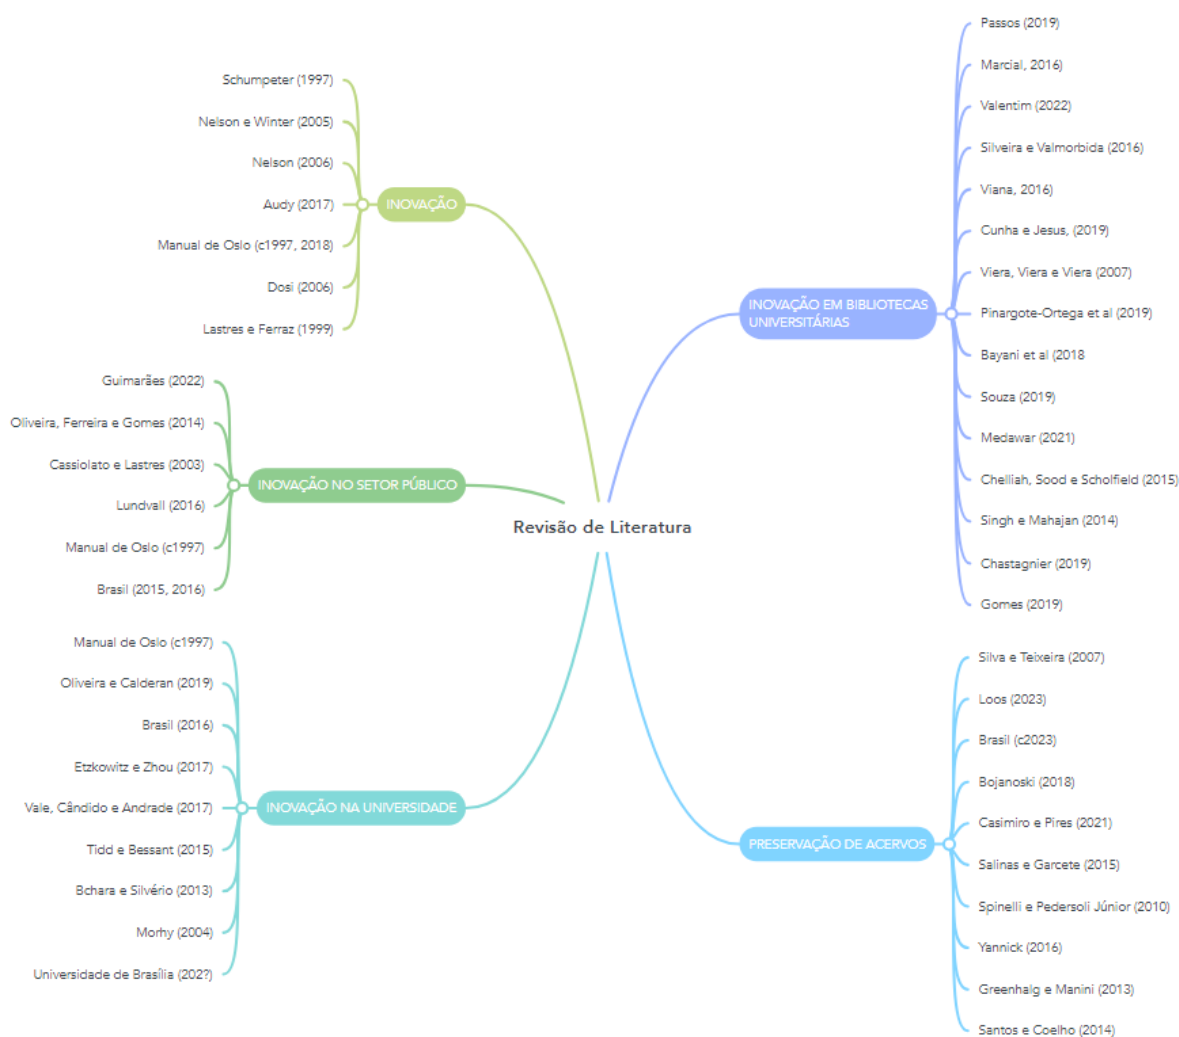 Revisão de Literatura
INOVAÇÃO
Schumpeter (1997)
Nelson e Winter (2005)
Nelson (2006)
Audy (2017)
Manual de Oslo (c1997, 2018)
Dosi (2006)
Lastres e Ferraz (1999)
INOVAÇÃO NO SETOR PÚBLICO
Guimarães (2022)
Oliveira, Ferreira e Gomes (2014)
Cassiolato e Lastres (2003)
Lundvall (2016)
Manual de Oslo (c1997)
Brasil (2015, 2016)
INOVAÇÃO NA UNIVERSIDADE
Manual de Oslo (c1997)
Oliveira e Calderan (2019)
Brasil (2016)
Etzkowitz e Zhou (2017)
Vale, Cândido e Andrade (2017)
Tidd e Bessant (2015)
Bchara e Silvério (2013)
Morhy (2004)
Universidade de Brasília (202?)
INOVAÇÃO EM BIBLIOTECAS
UNIVERSITÁRIAS
Passos (2019)
Marcial, 2016)
Valentim (2022)
Silveira e Valmorbida (2016)
Viana, 2016)
Cunha e Jesus, (2019)
Viera, Viera e Viera (2007)
Pinargote-Ortega et al (2019)
Bayani et al (2018
Souza (2019)
Medawar (2021)
Chelliah, Sood e Scholfield (2015)
Singh e Mahajan (2014)
Chastagnier (2019)
Gomes (2019)
PRESERVAÇÃO DE ACERVOS
Silva e Teixeira (2007)
Loos (2023)
Brasil (c2023)
Bojanoski (2018)
Casimiro e Pires (2021)
Salinas e Garcete (2015)
Spinelli e Pedersoli Júnior (2010)
Yannick (2016)
Greenhalg e Manini (2013)
Santos e Coelho (2014)